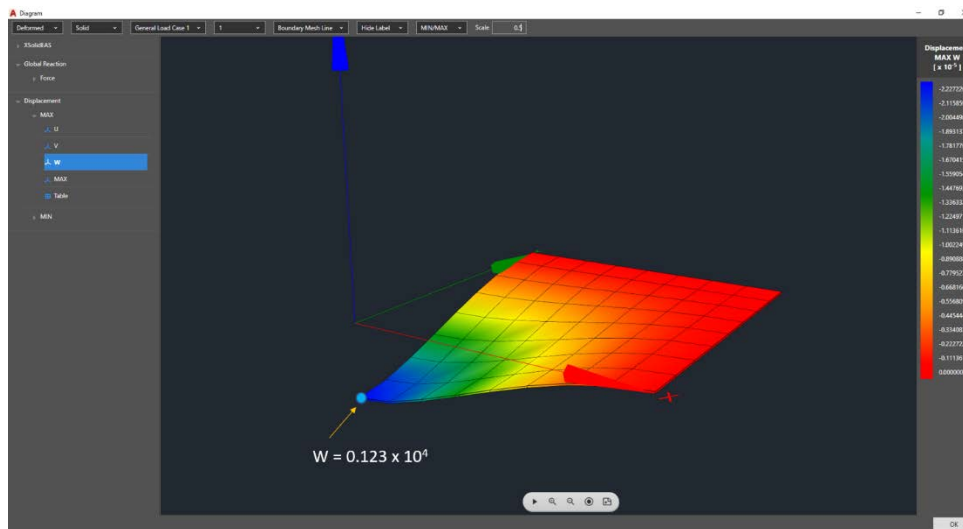 Diagram
Deformed Solid General Load Case 1 1 Boundary Mesh Line Hide Label MIN/MAX Scale 0.5
XSolidBAS
Global Reaction
Force
Displacement
MAX
U
V
W
MAX
Table
MIN
Displacemen
MAX W
[ x 10⁻⁵ ]
-2.22772
-2.11585
-2.00449
-1.89313
-1.78177
-1.67041
-1.55905
-1.44769
-1.33633
-1.22497
-1.11361
-1.00224
-0.89088
-0.77952
-0.66816
-0.55680
-0.44544
-0.33408
-0.22272
-0.11136
0.000000
X
W = 0.123 x 10⁴
OK